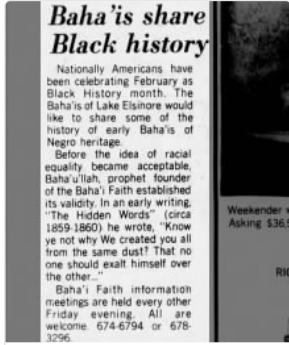 Baha'is share
Black history
Nationally Americans have
been celebrating February as
Black History month. The
Baha'is of Lake Elsinore would
like to share some of the
history of early Baha'is of
Negro heritage.
Before the idea of racial
equality became acceptable,
Baha'u'llah, prophet founder
of the Baha'i Faith established
its validity. In an early writing,
"The Hidden Words" (circa
1859-1860) he wrote, "Know
ye not why We created you all
from the same dust? That no
one should exalt himself over
the other..."
Baha'i Faith information
meetings are held every other
Friday evening. All are
welcome. 674-6794 or 678-
3296.
Weekender
Asking